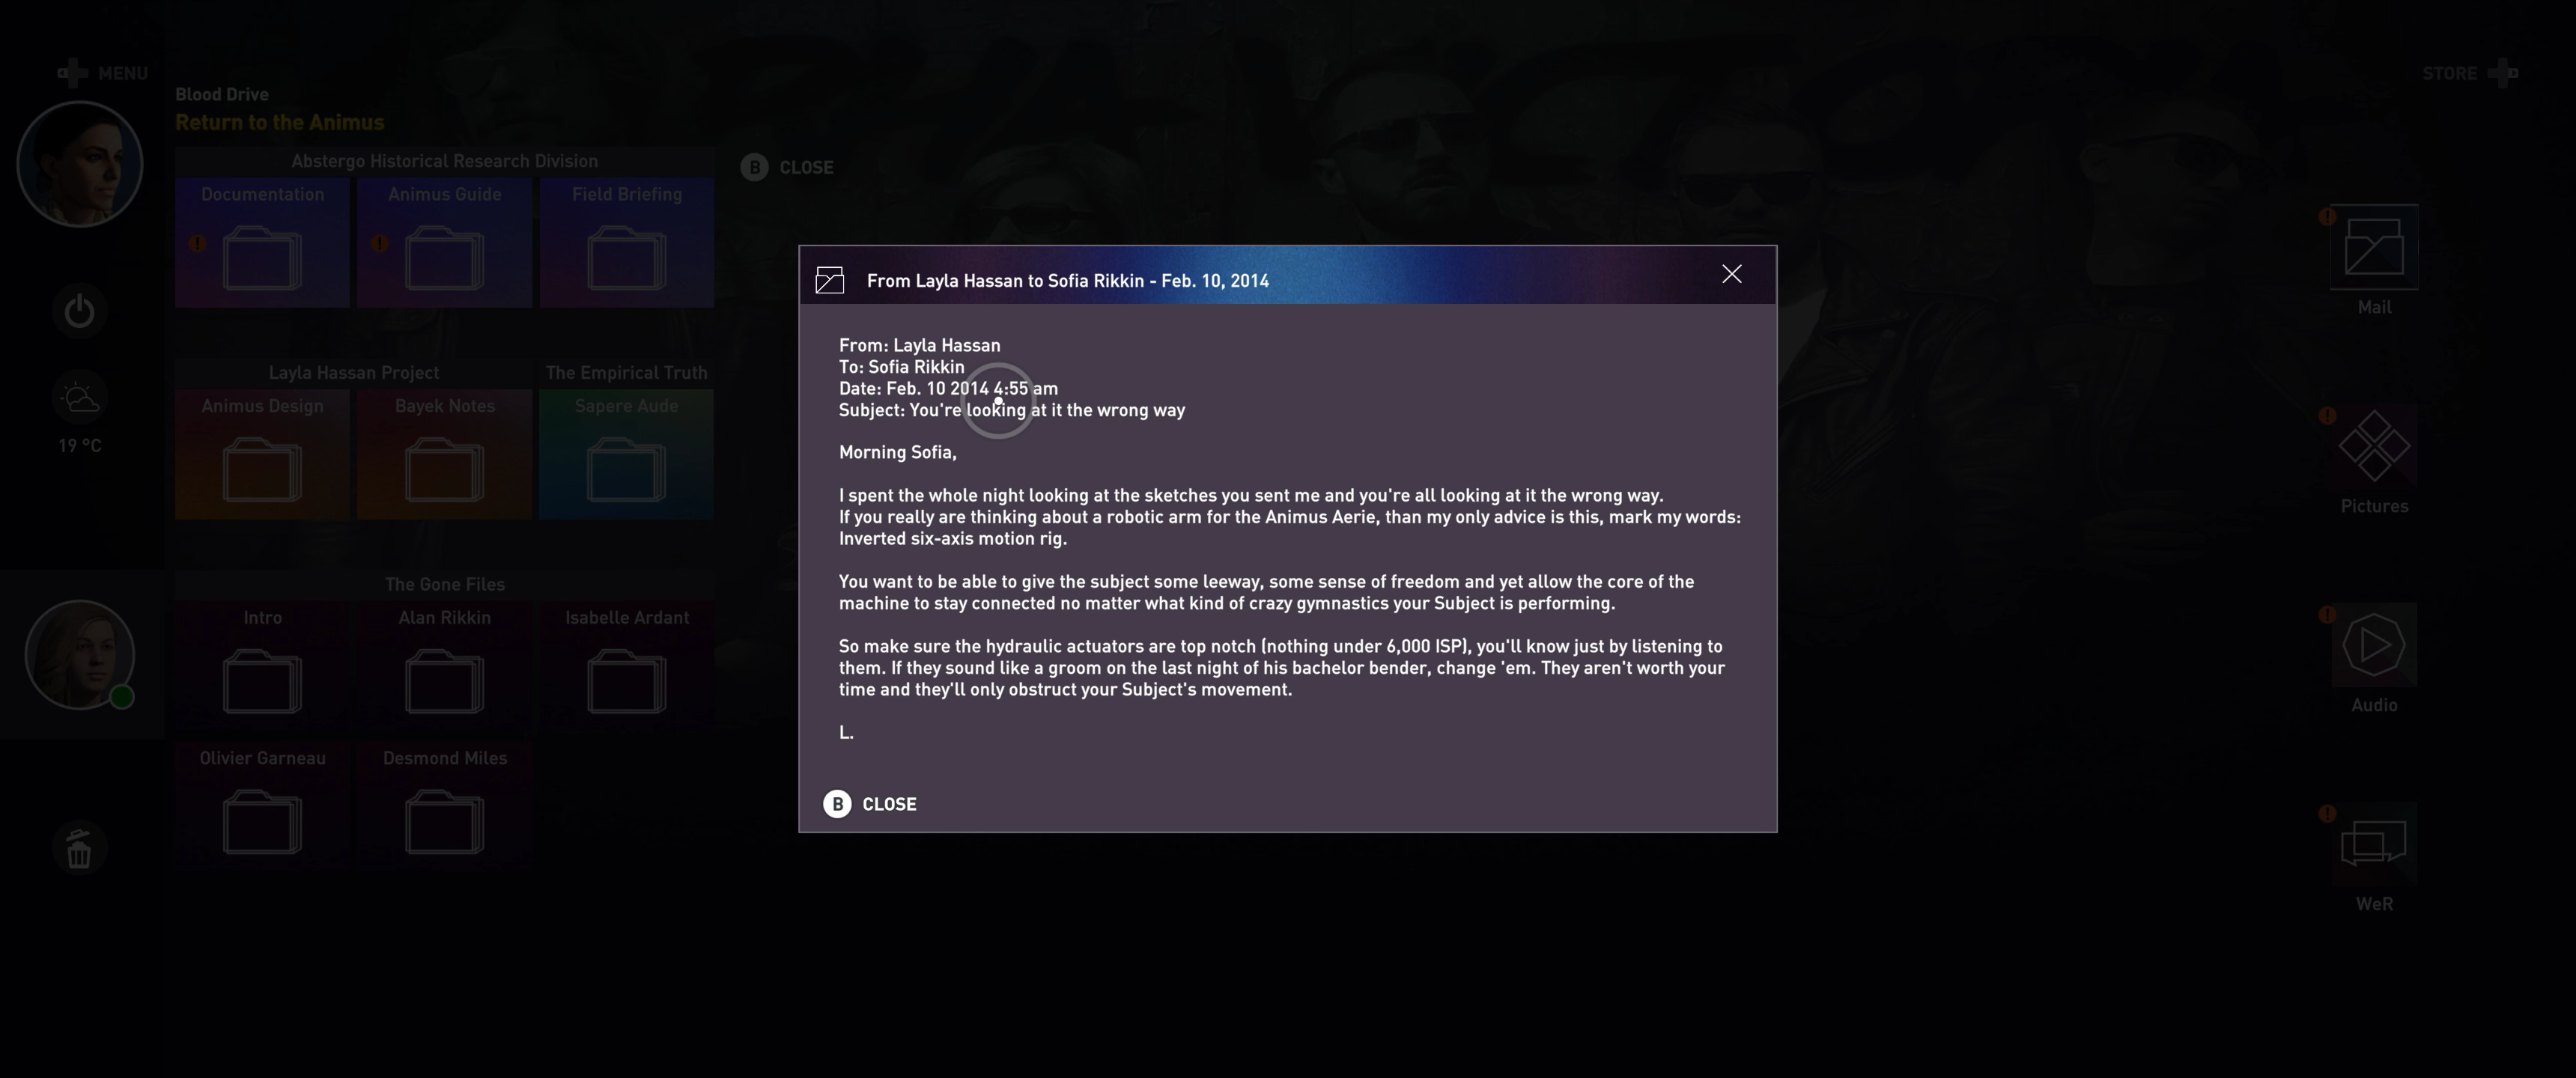 MENU
STORE
Blood Drive
Return to the Animus
Abstergo Historical Research Division
B CLOSE
Documentation
Animus Guide
Field Briefing
Layla Hassan Project
The Empirical Truth
Animus Design
Bayek Notes
Sapere Aude
19 °C
The Gone Files
Intro
Alan Rikkin
Isabelle Ardant
Olivier Garneau
Desmond Miles
From Layla Hassan to Sofia Rikkin - Feb. 10, 2014
From: Layla Hassan
To: Sofia Rikkin
Date: Feb. 10 2014 4:55 am
Subject: You're looking at it the wrong way
Morning Sofia,
I spent the whole night looking at the sketches you sent me and you're all looking at it the wrong way.
If you really are thinking about a robotic arm for the Animus Aerie, than my only advice is this, mark my words:
Inverted six-axis motion rig.
You want to be able to give the subject some leeway, some sense of freedom and yet allow the core of the
machine to stay connected no matter what kind of crazy gymnastics your Subject is performing.
So make sure the hydraulic actuators are top notch (nothing under 6,000 ISP), you'll know just by listening to
them. If they sound like a groom on the last night of his bachelor bender, change 'em. They aren't worth your
time and they'll only obstruct your Subject's movement.
L.
B CLOSE
Mail
Pictures
Audio
WeR